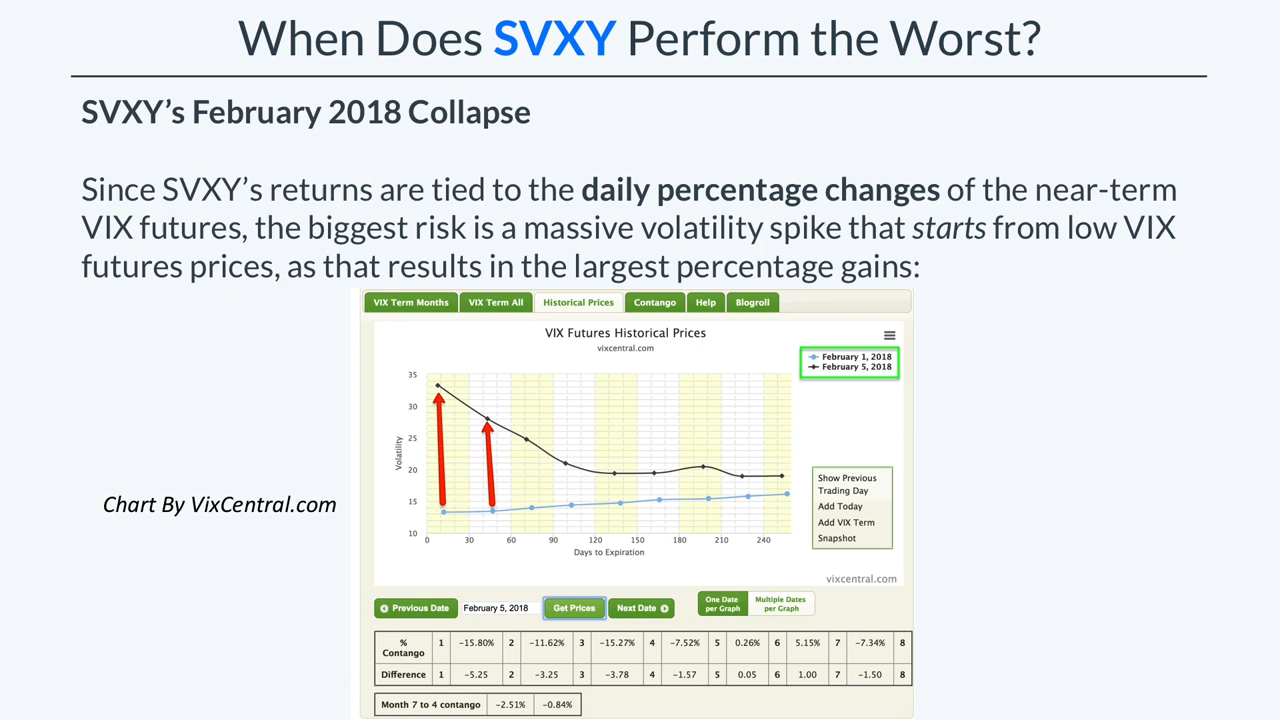 When Does SVXY Perform the Worst?
SVXY’s February 2018 Collapse
Since SVXY’s returns are tied to the daily percentage changes of the near-term
VIX futures, the biggest risk is a massive volatility spike that starts from low VIX
futures prices, as that results in the largest percentage gains:
VIX Term Months VIX Term All Historical Prices Contango Help Blogroll
VIX Futures Historical Prices
vixcentral.com
February 1, 2018
February 5, 2018
35
30
25
20
15
10
Volatility
0 30 60 90 120 150 180 210 240
Days to Expiration
Show Previous
Trading Day
Add Today
Add VIX Term
Snapshot
vixcentral.com
Chart By VixCentral.com
Previous Date February 5, 2018 Get Prices Next Date
One Date
per Graph
Multiple Dates
per Graph
%
Contango 1 -15.80% 2 -11.62% 3 -15.27% 4 -7.52% 5 0.26% 6 5.15% 7 -7.34% 8
Difference 1 -5.25 2 -3.25 3 -3.78 4 -1.57 5 0.05 6 1.00 7 -1.50 8
Month 7 to 4 contango -2.51% -0.84%